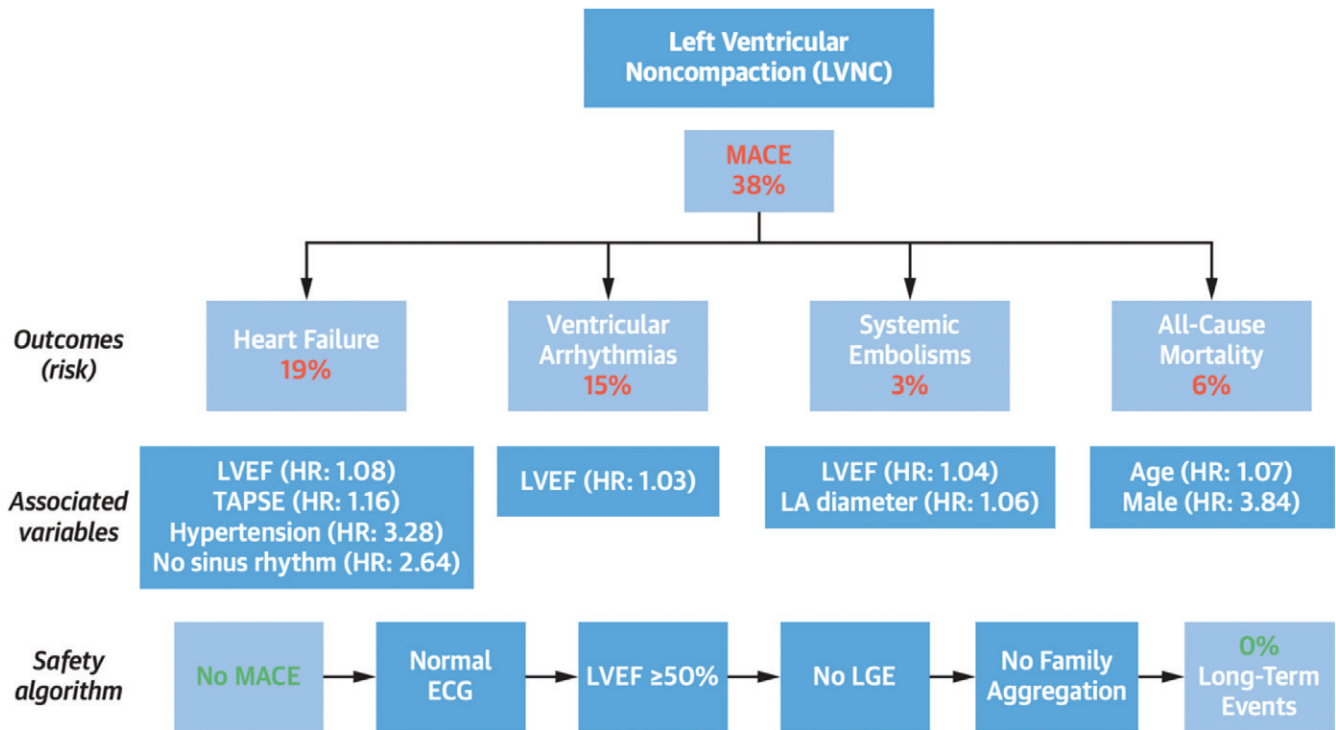 Left Ventricular
Noncompaction (LVNC)
MACE
38%
Outcomes
(risk)
Heart Failure
19%
Ventricular
Arrhythmias
15%
Systemic
Embolisms
3%
All-Cause
Mortality
6%
Associated
variables
LVEF (HR: 1.08)
TAPSE (HR: 1.16)
Hypertension (HR: 3.28)
No sinus rhythm (HR: 2.64)
LVEF (HR: 1.03)
LVEF (HR: 1.04)
LA diameter (HR: 1.06)
Age (HR: 1.07)
Male (HR: 3.84)
Safety
algorithm
No MACE
Normal
ECG
LVEF ≥50%
No LGE
No Family
Aggregation
0%
Long-Term
Events